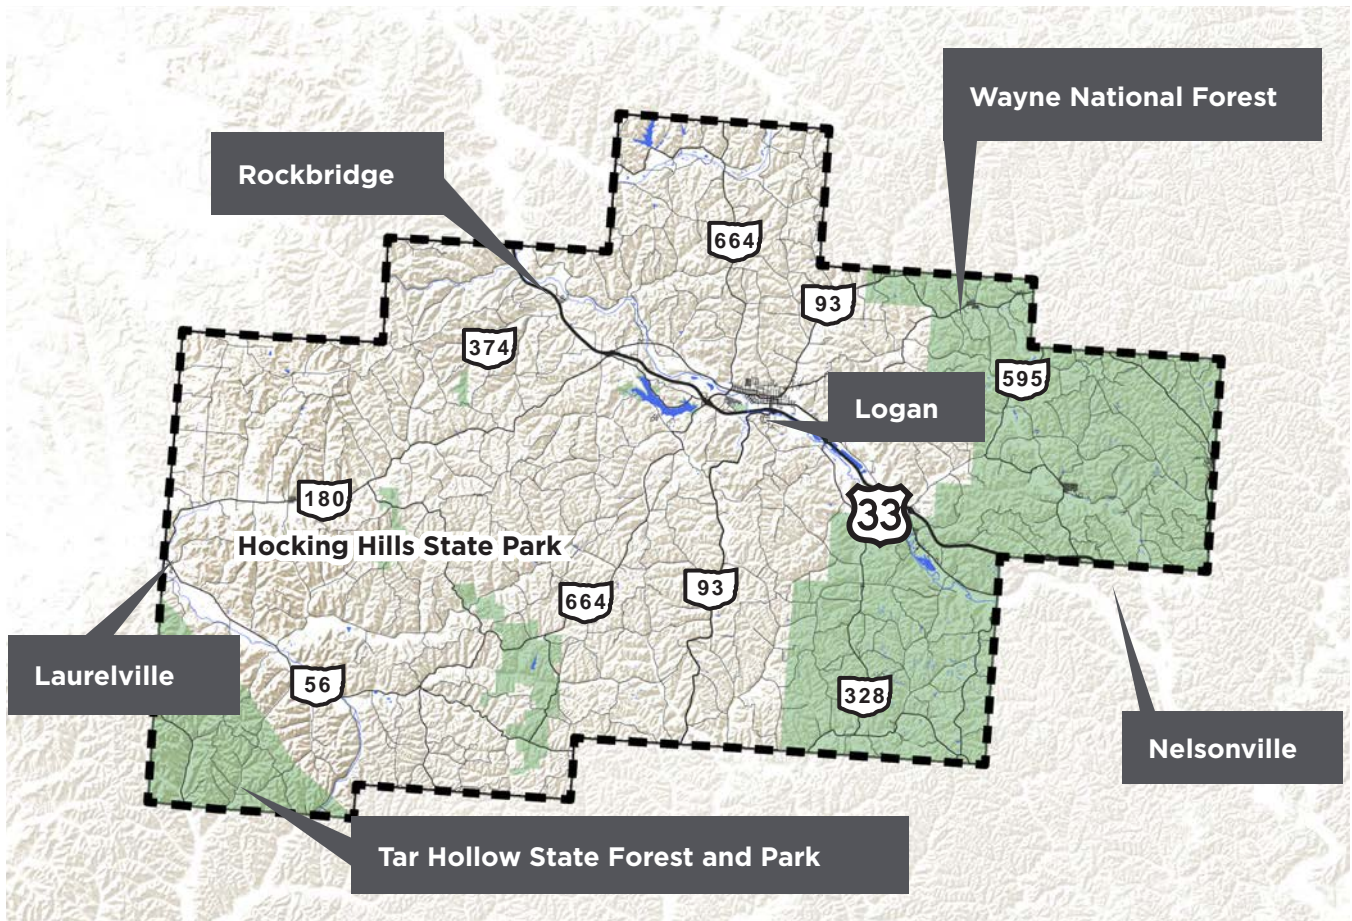 Wayne National Forest
Rockbridge
664
93
374
595
Logan
180
33
Hocking Hills State Park
93
664
Laurelville
56
328
Nelsonville
Tar Hollow State Forest and Park